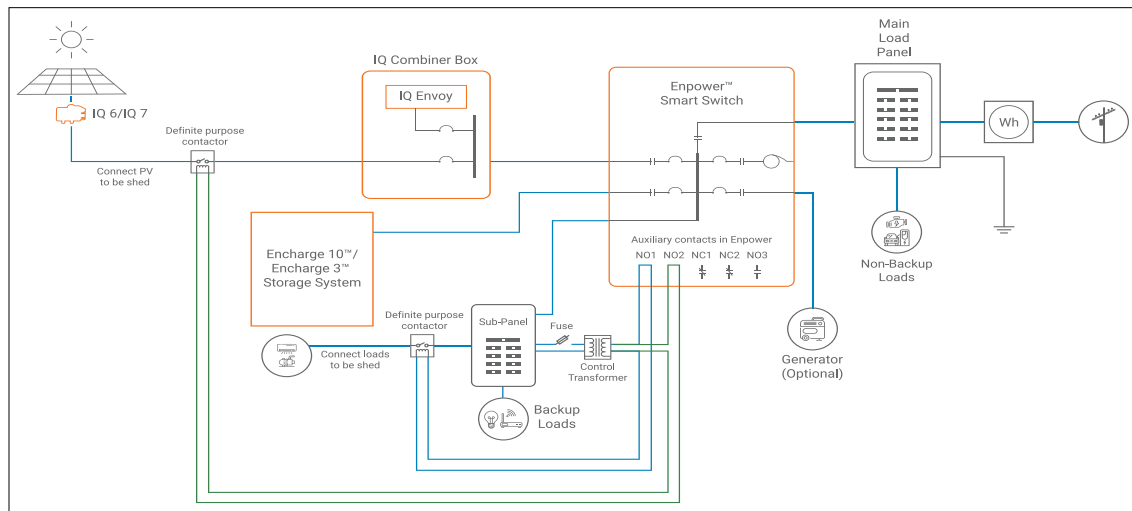 IQ 6/IQ 7
Definite purpose
contactor
Connect PV
to be shed
IQ Combiner Box
IQ Envoy
Enpower™
Smart Switch
Main
Load
Panel
Wh
Non-Backup
Loads
Encharge 10™/
Encharge 3™
Storage System
Auxiliary contacts in Enpower
NO1 NO2 NC1 NC2 NO3
Definite purpose
contactor
Connect loads
to be shed
Sub-Panel
Fuse
Control
Transformer
Backup
Loads
Generator
(Optional)